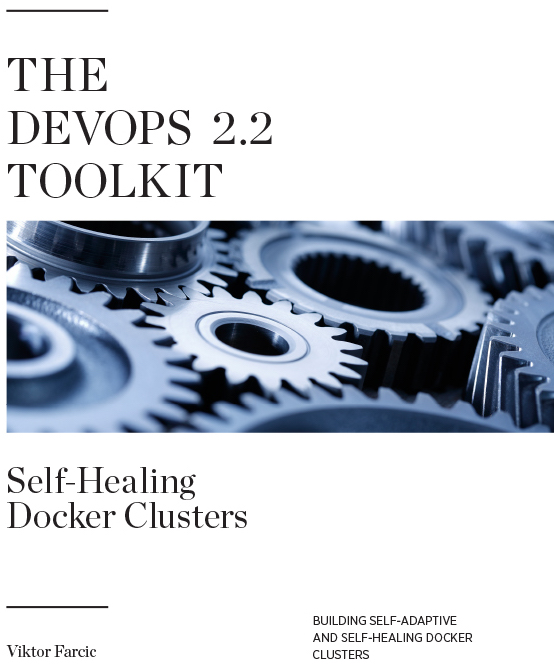 THE
DEVOPS 2.2
TOOLKIT
Self-Healing
Docker Clusters
Viktor Farcic
BUILDING SELF-ADAPTIVE
AND SELF-HEALING DOCKER
CLUSTERS